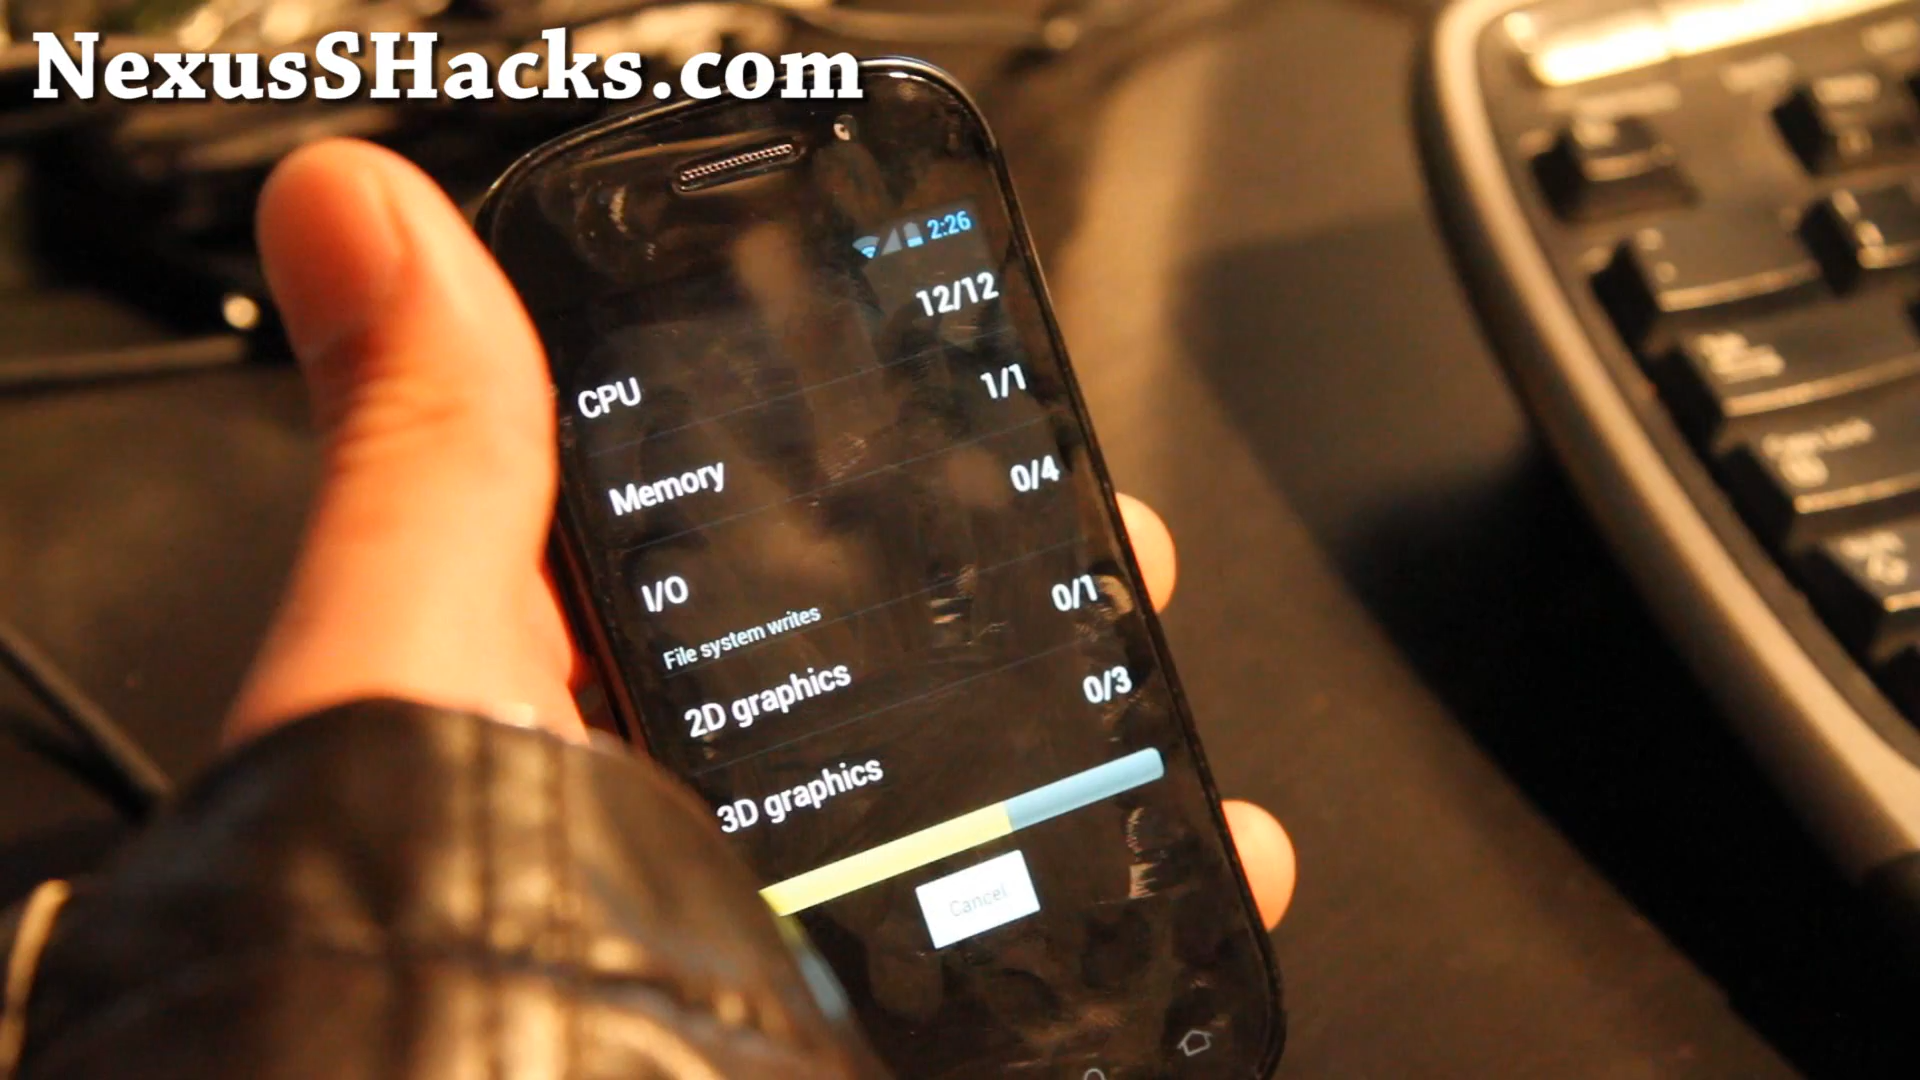 NexusSHacks.com
2:26
CPU 12/12
Memory 1/1
I/O 0/4
File system writes
2D graphics 0/1
3D graphics 0/3
Cancel